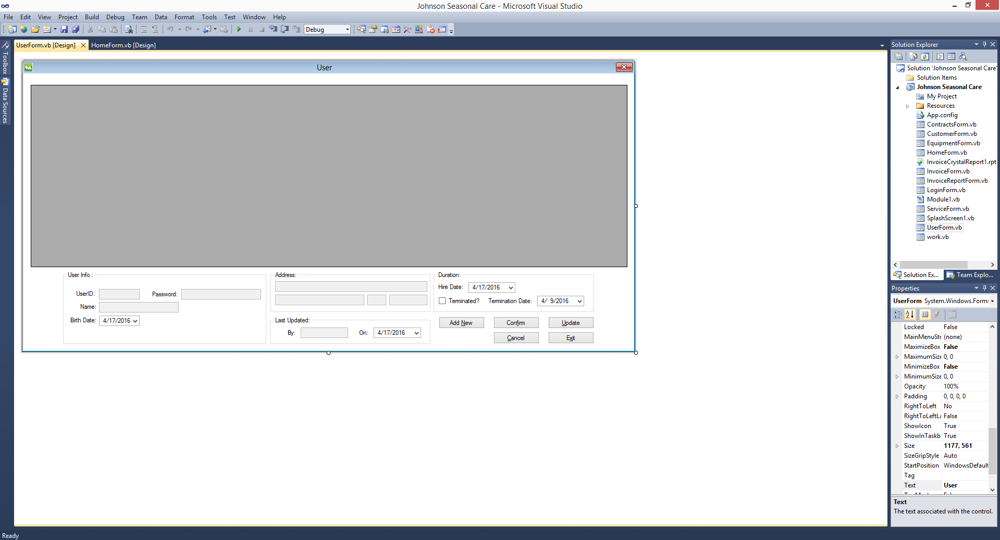 Johnson Seasonal Care - Microsoft Visual Studio
File Edit View Project Build Debug Team Data Format Tools Test Window Help
Debug
Toolbox
Data Sources
UserForm.vb [Design] HomeForm.vb [Design]
User
User Info.:
UserID:
Password:
Name:
Birth Date: 4/17/2016
Address:
Last Updated:
By:
On: 4/17/2016
Duration:
Hire Date: 4/17/2016
Terminated? Termination Date: 4/ 9/2016
Add New Confirm Update
Cancel Exit
Solution Explorer
Solution 'Johnson Seasonal Care'
Solution Items
Johnson Seasonal Care
My Project
Resources
App.config
ContractsForm.vb
CustomerForm.vb
EquipmentForm.vb
HomeForm.vb
InvoiceCrystalReport1.rpt
InvoiceForm.vb
InvoiceReportForm.vb
LoginForm.vb
Module1.vb
ServiceForm.vb
SplashScreen1.vb
UserForm.vb
work.vb
Solution Ex... Team Explo...
Properties
UserForm System.Windows.Forms
Locked False
MainMenuStr (none)
MaximizeBox False
MaximumSize 0, 0
MinimizeBox False
MinimumSize 0, 0
Opacity 100%
Padding 0, 0, 0, 0
RightToLeft No
RightToLeftLa False
ShowIcon True
ShowInTaskb True
Size 1177, 561
SizeGripStyle Auto
StartPosition WindowsDefault
Tag
Text User
Text
The text associated with the control.
Ready